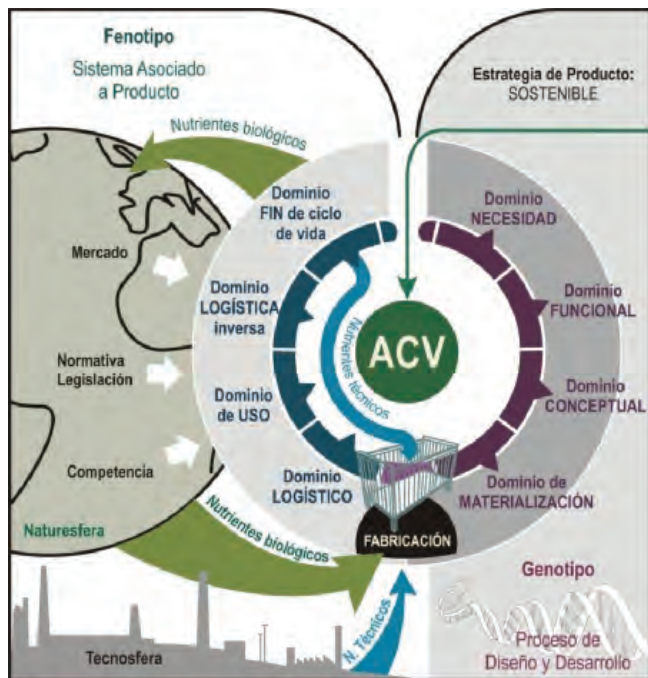 Fenotipo
Sistema Asociado
a Producto
Estrategia de Producto:
SOSTENIBLE
Nutrientes biológicos
Dominio
FIN de ciclo
de vida
Dominio
NECESIDAD
Mercado
Dominio
LOGÍSTICA
inversa
Dominio
FUNCIONAL
Nutrientes técnicos
ACV
Normativa
Legislación
Dominio
de USO
Dominio
CONCEPTUAL
Competencia
Dominio
LOGÍSTICO
Dominio de
MATERIALIZACIÓN
Naturesfera
Nutrientes biológicos
FABRICACIÓN
Genotipo
N. Técnicos
Tecnosfera
Proceso de
Diseño y Desarrollo